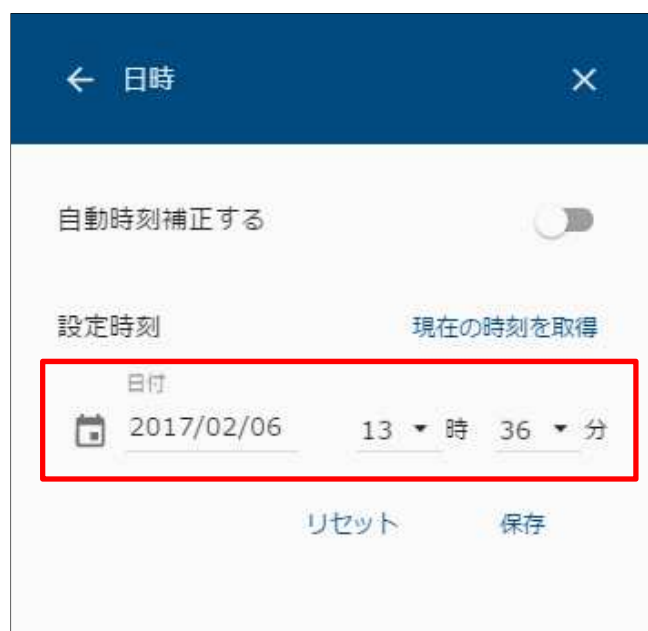 ← 日時 ×
自動時刻補正する
設定時刻 現在の時刻を取得
日付
2017/02/06 13 時 36 分
リセット 保存